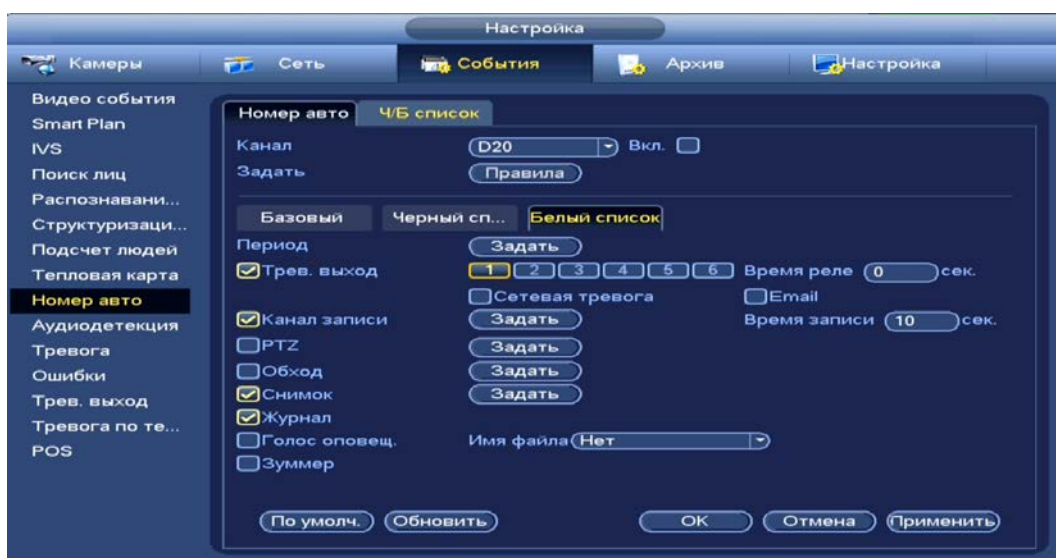 Настройка
Камеры Сеть События Архив Настройка
Видео события
Smart Plan
IVS
Поиск лиц
Распознавани...
Структуризаци...
Подсчет людей
Тепловая карта
Номер авто
Аудиодетекция
Тревога
Ошибки
Трев. выход
Тревога по те...
POS
Номер авто Ч/Б список
Канал D20 Вкл.
Задать Правила
Базовый Черный сп... Белый список
Период Задать
Трев. выход 1 2 3 4 5 6 Время реле 0 сек.
Сетевая тревога Email
Канал записи Задать Время записи 10 сек.
PTZ Задать
Обход Задать
Снимок Задать
Журнал
Голос оповещ. Имя файла Нет
Зуммер
По умолч. Обновить ОК Отмена Применить